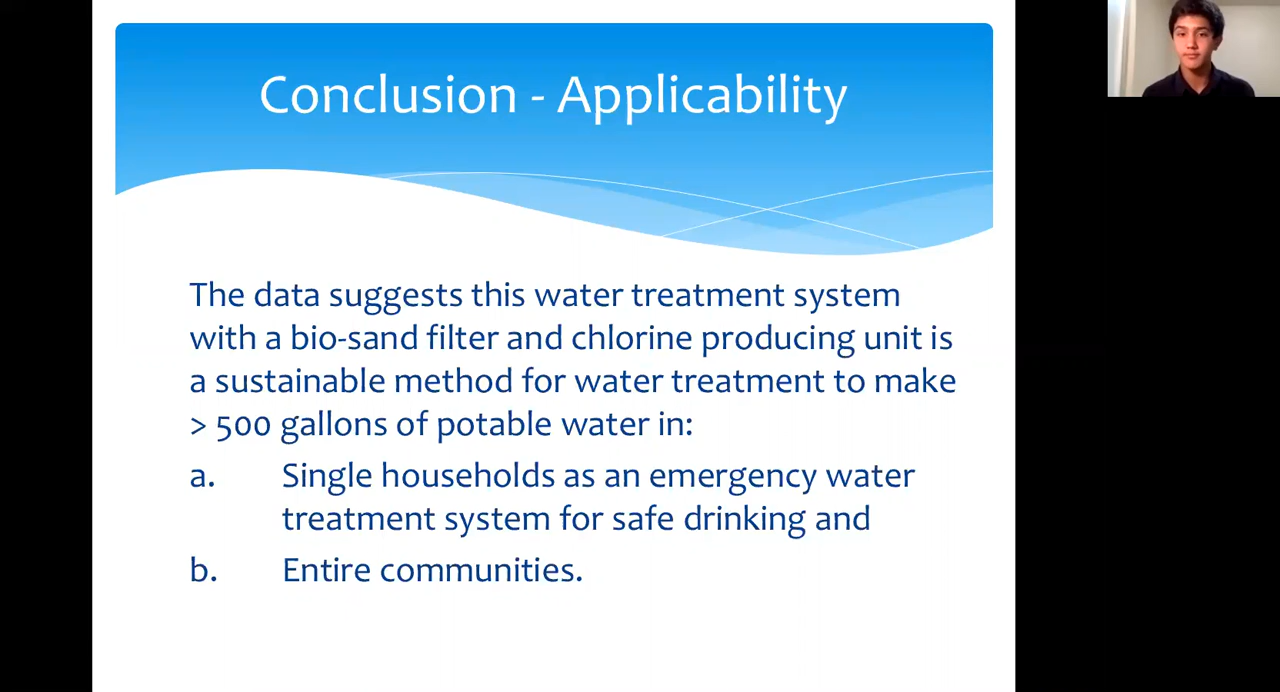 Conclusion - Applicability
The data suggests this water treatment system
with a bio-sand filter and chlorine producing unit is
a sustainable method for water treatment to make
> 500 gallons of potable water in:
a. Single households as an emergency water
treatment system for safe drinking and
b. Entire communities.